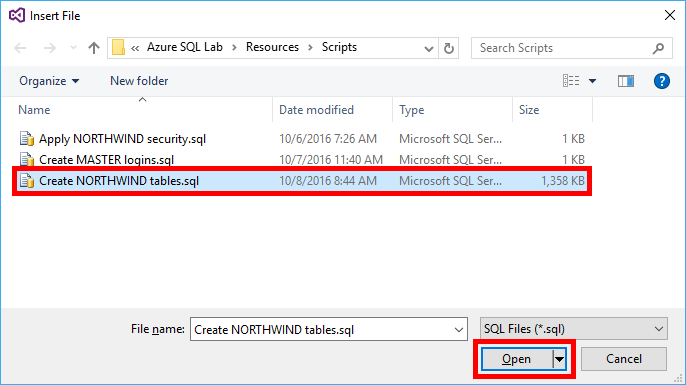 Insert File
« Azure SQL Lab › Resources › Scripts
Search Scripts
Organize New folder
Name Date modified Type Size
Apply NORTHWIND security.sql 10/6/2016 7:26 AM Microsoft SQL Ser... 1 KB
Create MASTER logins.sql 10/7/2016 11:40 AM Microsoft SQL Ser... 1 KB
Create NORTHWIND tables.sql 10/8/2016 8:44 AM Microsoft SQL Ser... 1,358 KB
File name: Create NORTHWIND tables.sql SQL Files (*.sql)
Open Cancel